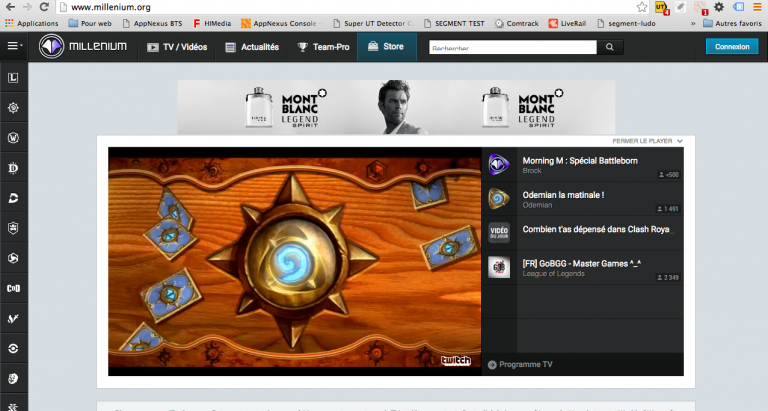 www.millenium.org
Applications
Pour web
AppNexus BTS
HIMedia
AppNexus Console
Super UT Detector
SEGMENT TEST
Comtrack
LiveRail
segment-ludo
»
Autres favoris
MILLENIUM
TV / Vidéos
Actualités
Team-Pro
Store
Rechercher
Connexion
MONT
BLANC
LEGEND
SPIRIT
MONT
BLANC
LEGEND
SPIRIT
FERMER LE PLAYER
Morning M : Spécial Battleborn
Brock
<500
Odemian la matinale !
Odemian
1 491
VIDÉO
DU JOUR
Combien t'as dépensé dans Clash Roya
[FR] GoBGG - Master Games ^_^
League of Legends
2 349
twitch
Programme TV